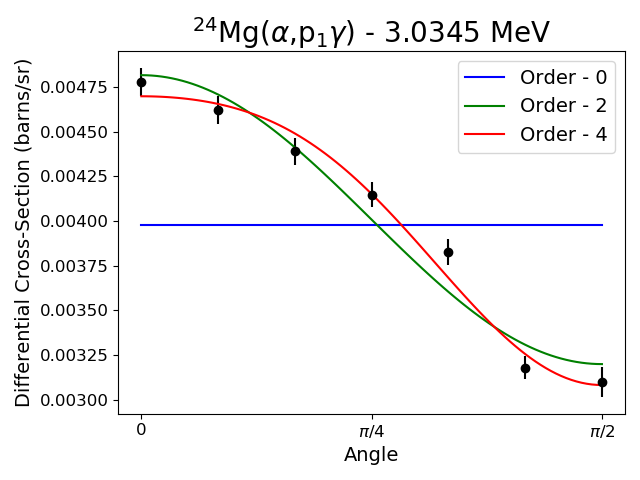 ²⁴Mg(α,p₁γ) - 3.0345 MeV
Differential Cross-Section (barns/sr)
0.00475
0.00450
0.00425
0.00400
0.00375
0.00350
0.00325
0.00300
Order - 0
Order - 2
Order - 4
0
π/4
π/2
Angle